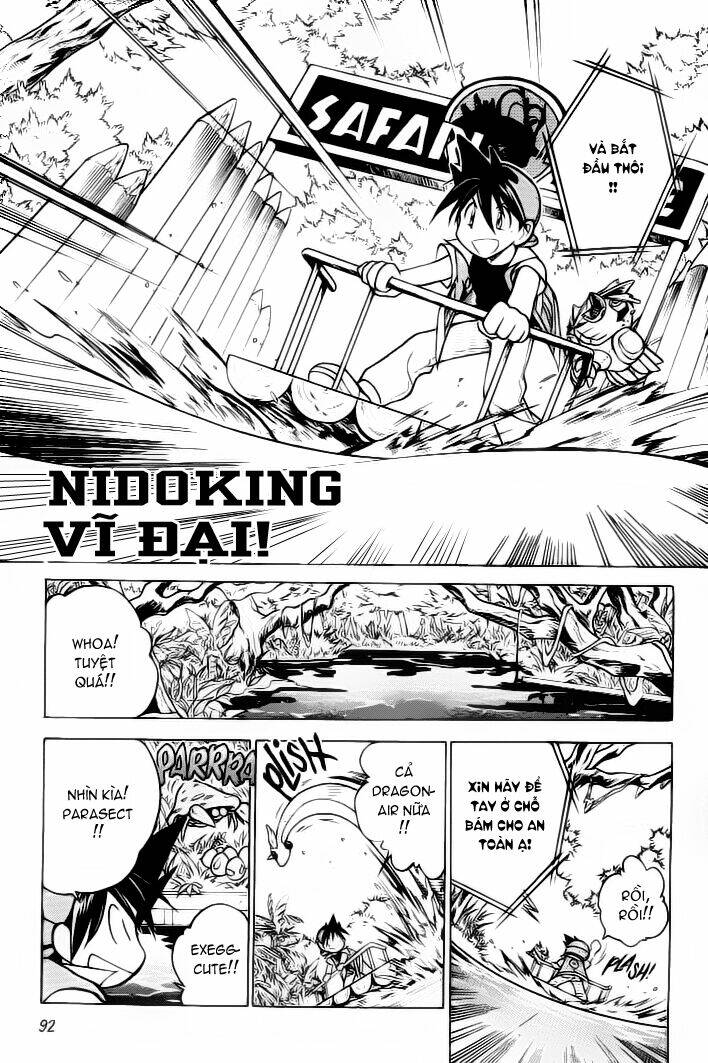 SAFARI
VÀ BẮT
ĐẦU THÔI
!!
NIDOKING
VĨ ĐẠI!
WHOA!
TUYỆT
QUÁ!!
NHÌN KÌA!
PARASECT
!!
PARRRA
EXEGG-
CUTE!!
PLISH
CẢ
DRAGON-
AIR NỮA
!!
XIN HÃY ĐỂ
TAY Ở CHỖ
BÁM CHO AN
TOÀN Ạ!
RỒI,
RỒI!!
PLASH!
92